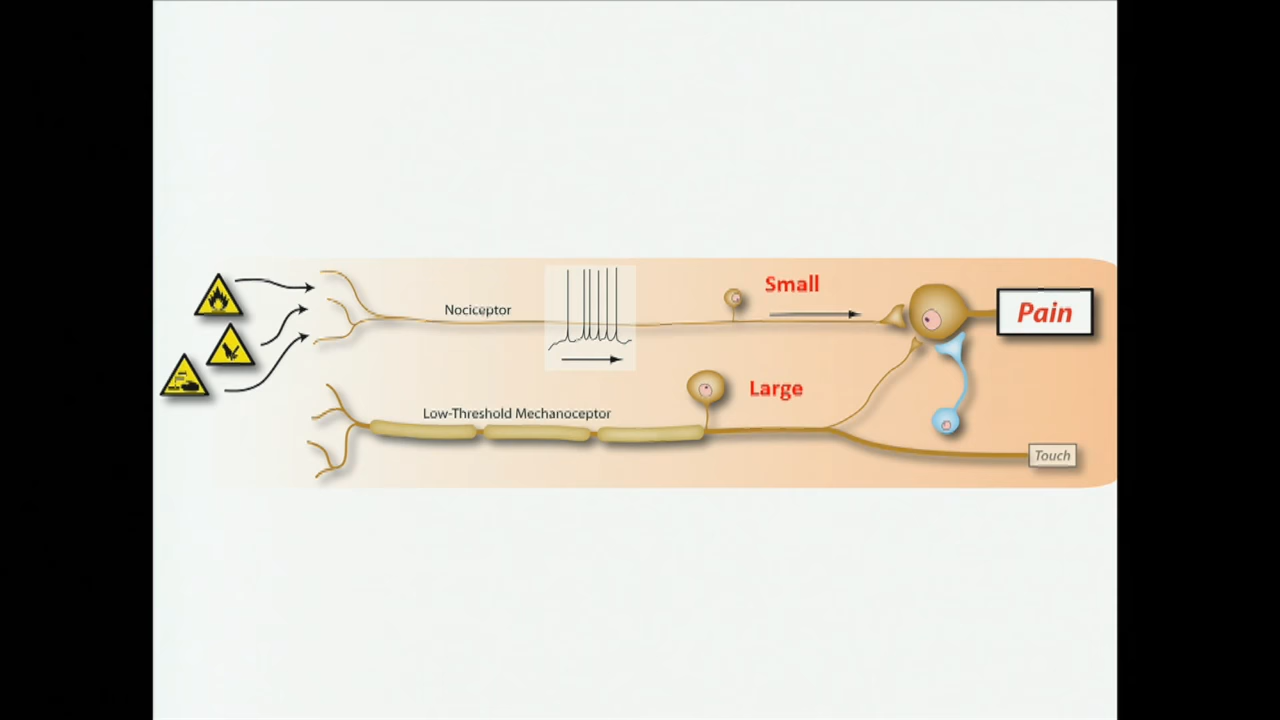 Small
Nociceptor
Pain
Large
Low-Threshold Mechanoceptor
Touch